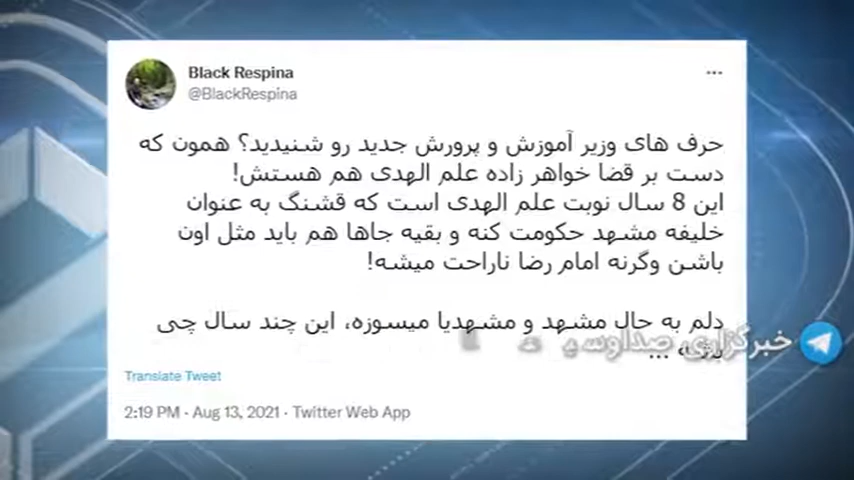 Black Respina
@BlackRespina
حرف های وزیر آموزش و پرورش جدید رو شنیدید؟ همون که
دست بر قضا خواهر زاده علم الهدی هم هستش!
این 8 سال نوبت علم الهدی است که قشنگ به عنوان
خلیفه مشهد حکومت کنه و بقیه جاها هم باید مثل اون
باشن وگرنه امام رضا ناراحت میشه!
دلم به حال مشهد و مشهدیا میسوزه، این چند سال چی
خبرگزاری صداوسیما
Translate Tweet
2:19 PM · Aug 13, 2021 · Twitter Web App